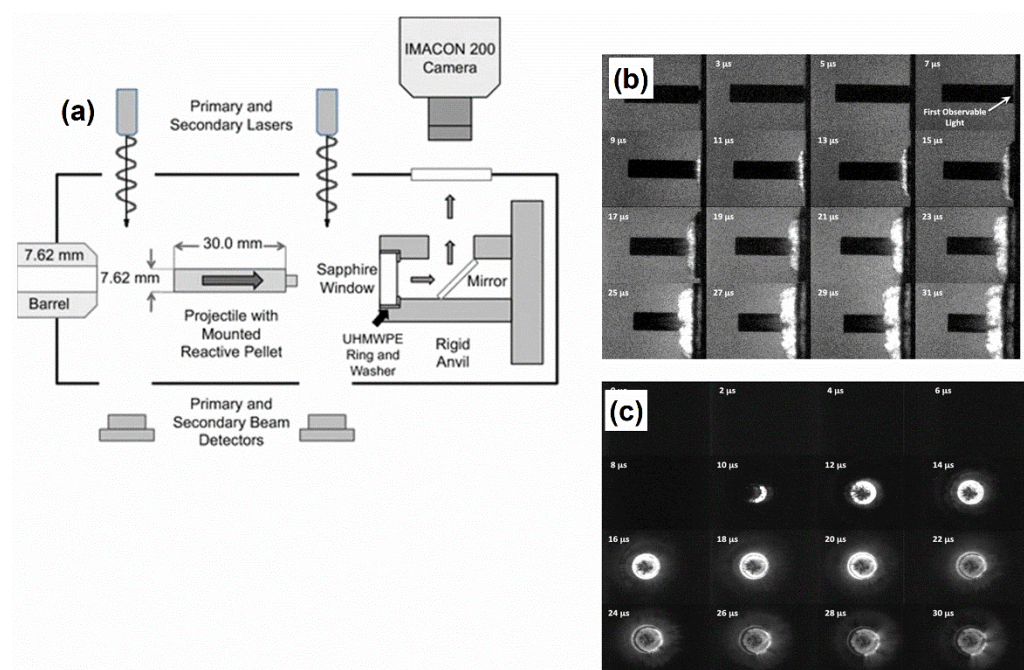 (a)
Primary and
Secondary Lasers
IMACON 200
Camera
7.62 mm
Barrel
7.62 mm
30.0 mm
Projectile with
Mounted
Reactive Pellet
Sapphire
Window
Mirror
UHMWPE
Ring and
Washer
Rigid
Anvil
Primary and
Secondary Beam
Detectors
(b)
3 µs
5 µs
7 µs
First Observable
Light
9 µs
11 µs
13 µs
15 µs
17 µs
19 µs
21 µs
23 µs
25 µs
27 µs
29 µs
31 µs
(c)
2 µs
4 µs
6 µs
8 µs
10 µs
12 µs
14 µs
16 µs
18 µs
20 µs
22 µs
24 µs
26 µs
28 µs
30 µs